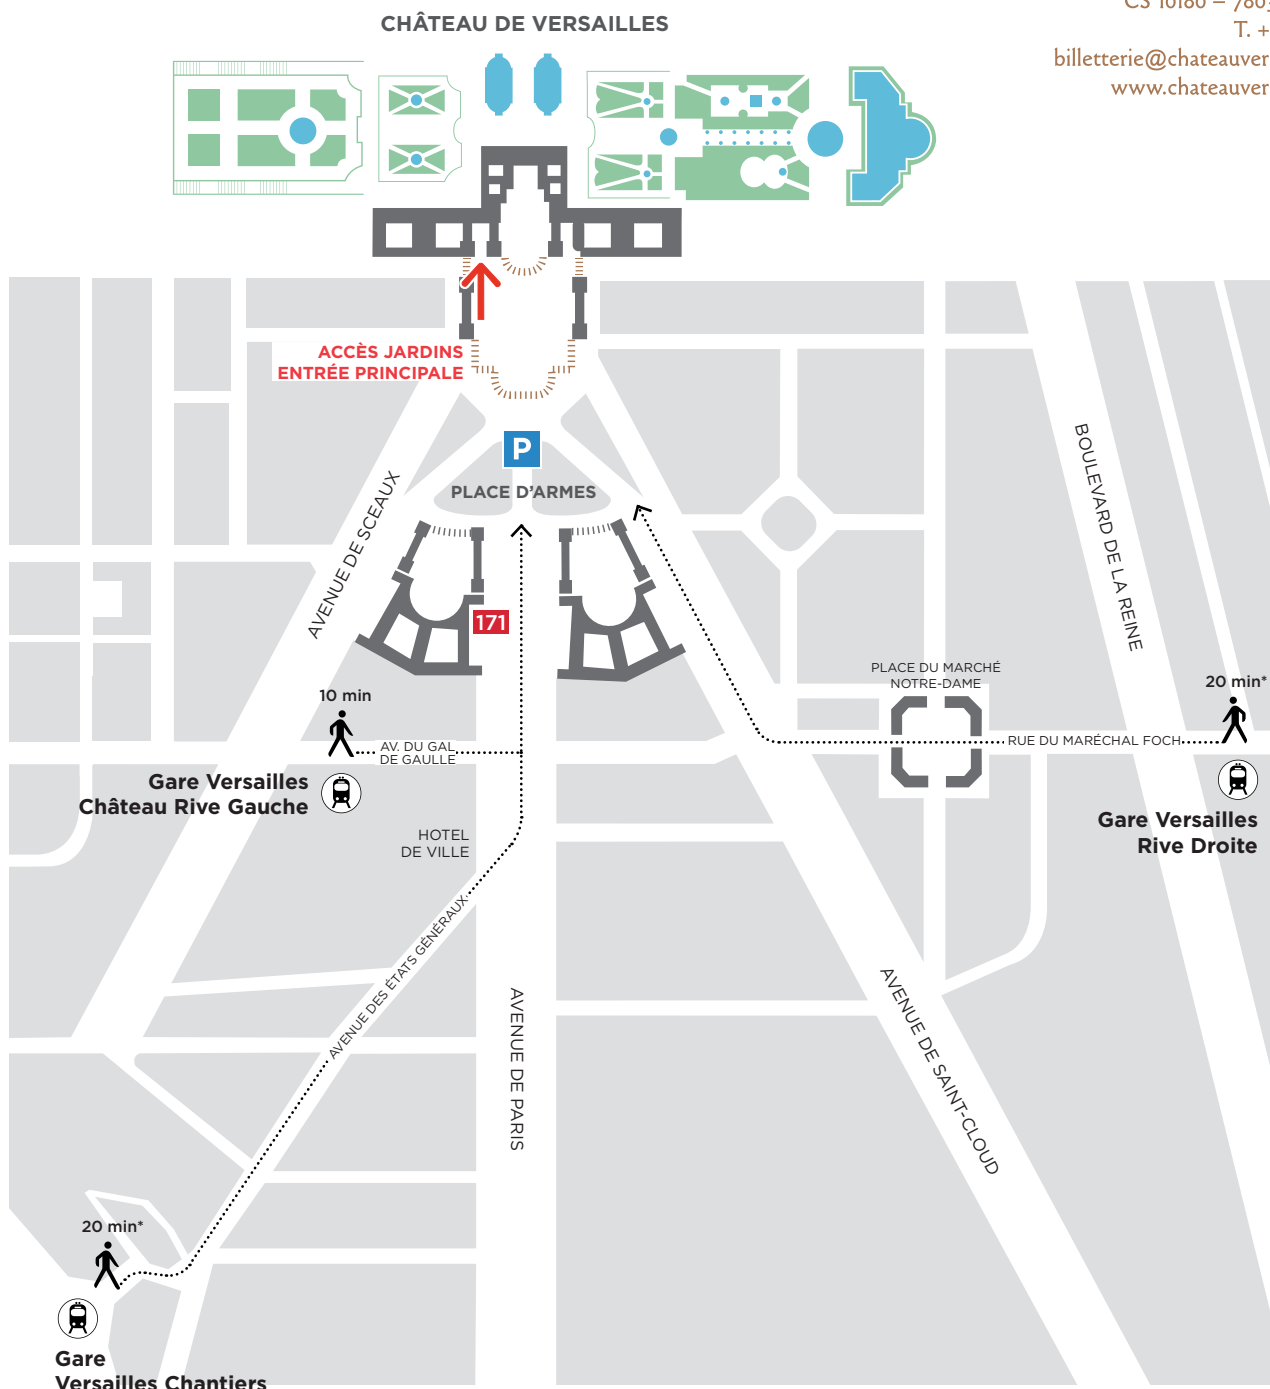 CHÂTEAU DE VERSAILLES
CS 10180 – 780
T. +
billetterie@chateauver
www.chateauver
ACCÈS JARDINS
ENTRÉE PRINCIPALE
P
PLACE D'ARMES
AVENUE DE SCEAUX
BOULEVARD DE LA REINE
171
PLACE DU MARCHÉ
NOTRE-DAME
10 min
20 min*
AV. DU GAL
DE GAULLE
RUE DU MARÉCHAL FOCH
Gare Versailles
Château Rive Gauche
Gare Versailles
Rive Droite
HOTEL
DE VILLE
AVENUE DES ÉTATS GÉNÉRAUX
AVENUE DE PARIS
AVENUE DE SAINT-CLOUD
20 min*
Gare
Versailles Chantiers